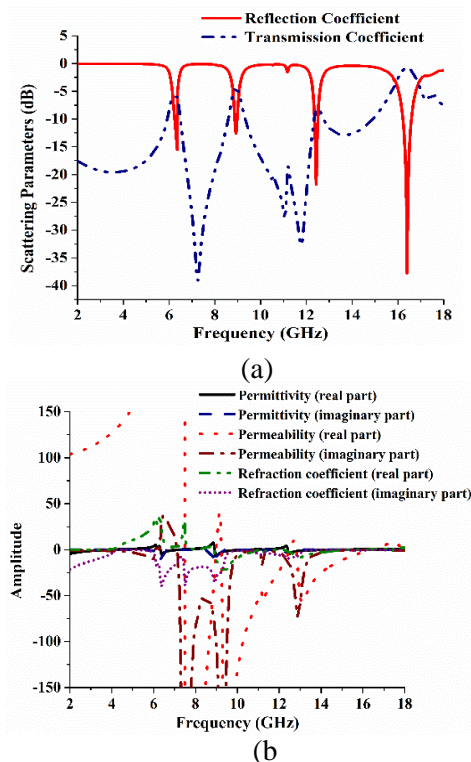 Reflection Coefficient
Transmission Coefficient
5
0
-5
-10
-15
-20
-25
-30
-35
-40
Scattering Parameters (dB)
2 4 6 8 10 12 14 16 18
Frequency (GHz)
(a)
Permittivity (real part)
Permittivity (imaginary part)
Permeability (real part)
Permeability (imaginary part)
Refraction coefficient (real part)
Refraction coefficient (imaginary part)
150
100
50
0
-50
-100
-150
Amplitude
2 4 6 8 10 12 14 16 18
Frequency (GHz)
(b